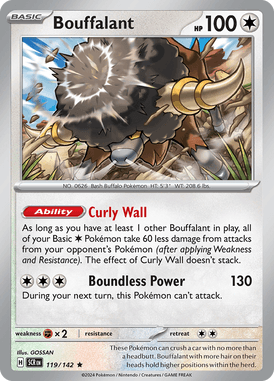 BASIC
Bouffalant HP 100
NO. 0626 Bash Buffalo Pokémon HT: 5'3" WT: 208.6 lbs.
Ability Curly Wall
As long as you have at least 1 other Bouffalant in play, all
of your Basic Pokémon take 60 less damage from attacks
from your opponent's Pokémon (after applying Weakness
and Resistance). The effect of Curly Wall doesn't stack.
Boundless Power 130
During your next turn, this Pokémon can't attack.
weakness ×2 resistance retreat
Illus. GOSSAN
H SCR EN 119/142 ★
These Pokémon can crush a car with no more than
a headbutt. Bouffalant with more hair on their
heads hold higher positions within the herd.
©2024 Pokémon / Nintendo / Creatures / GAME FREAK